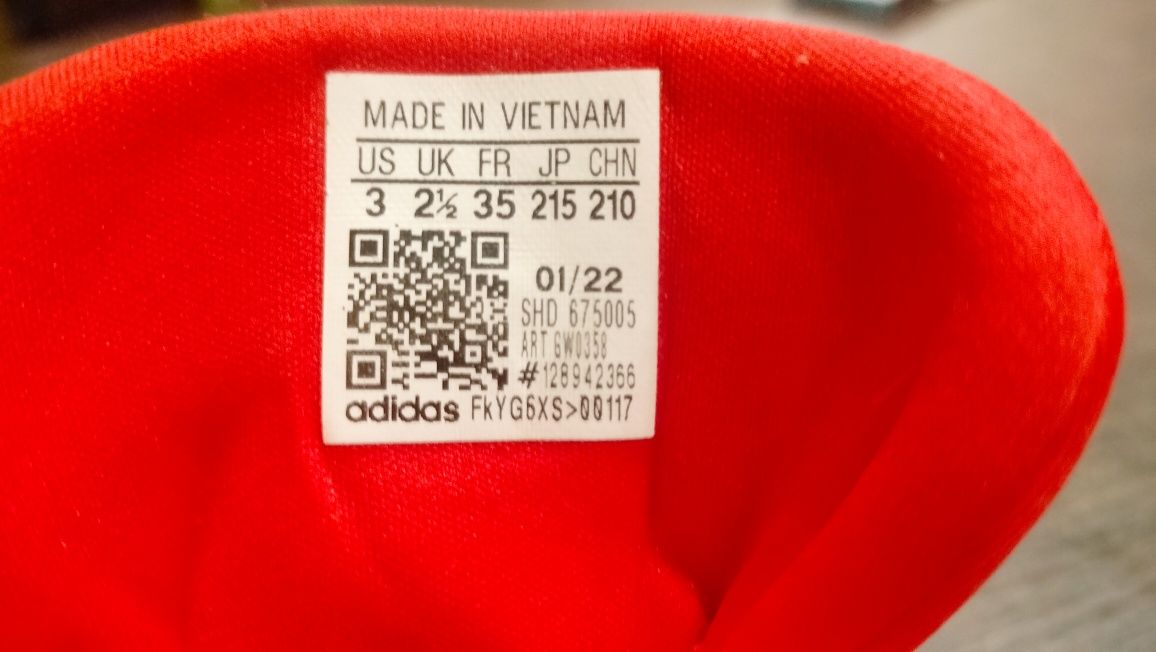 MADE IN VIETNAM
US UK FR JP CHN
3 2½ 35 215 210
01/22
SHD 675005
ART GW0358
#128942366
adidas FkYG6XS>00117